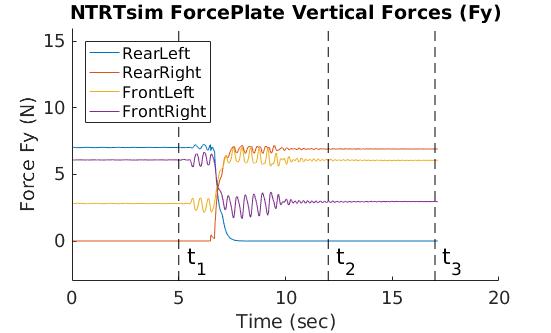 NTRTsim ForcePlate Vertical Forces (Fy)
15
10
5
0
Force Fy (N)
RearLeft
RearRight
FrontLeft
FrontRight
t1
t2
t3
0 5 10 15 20
Time (sec)